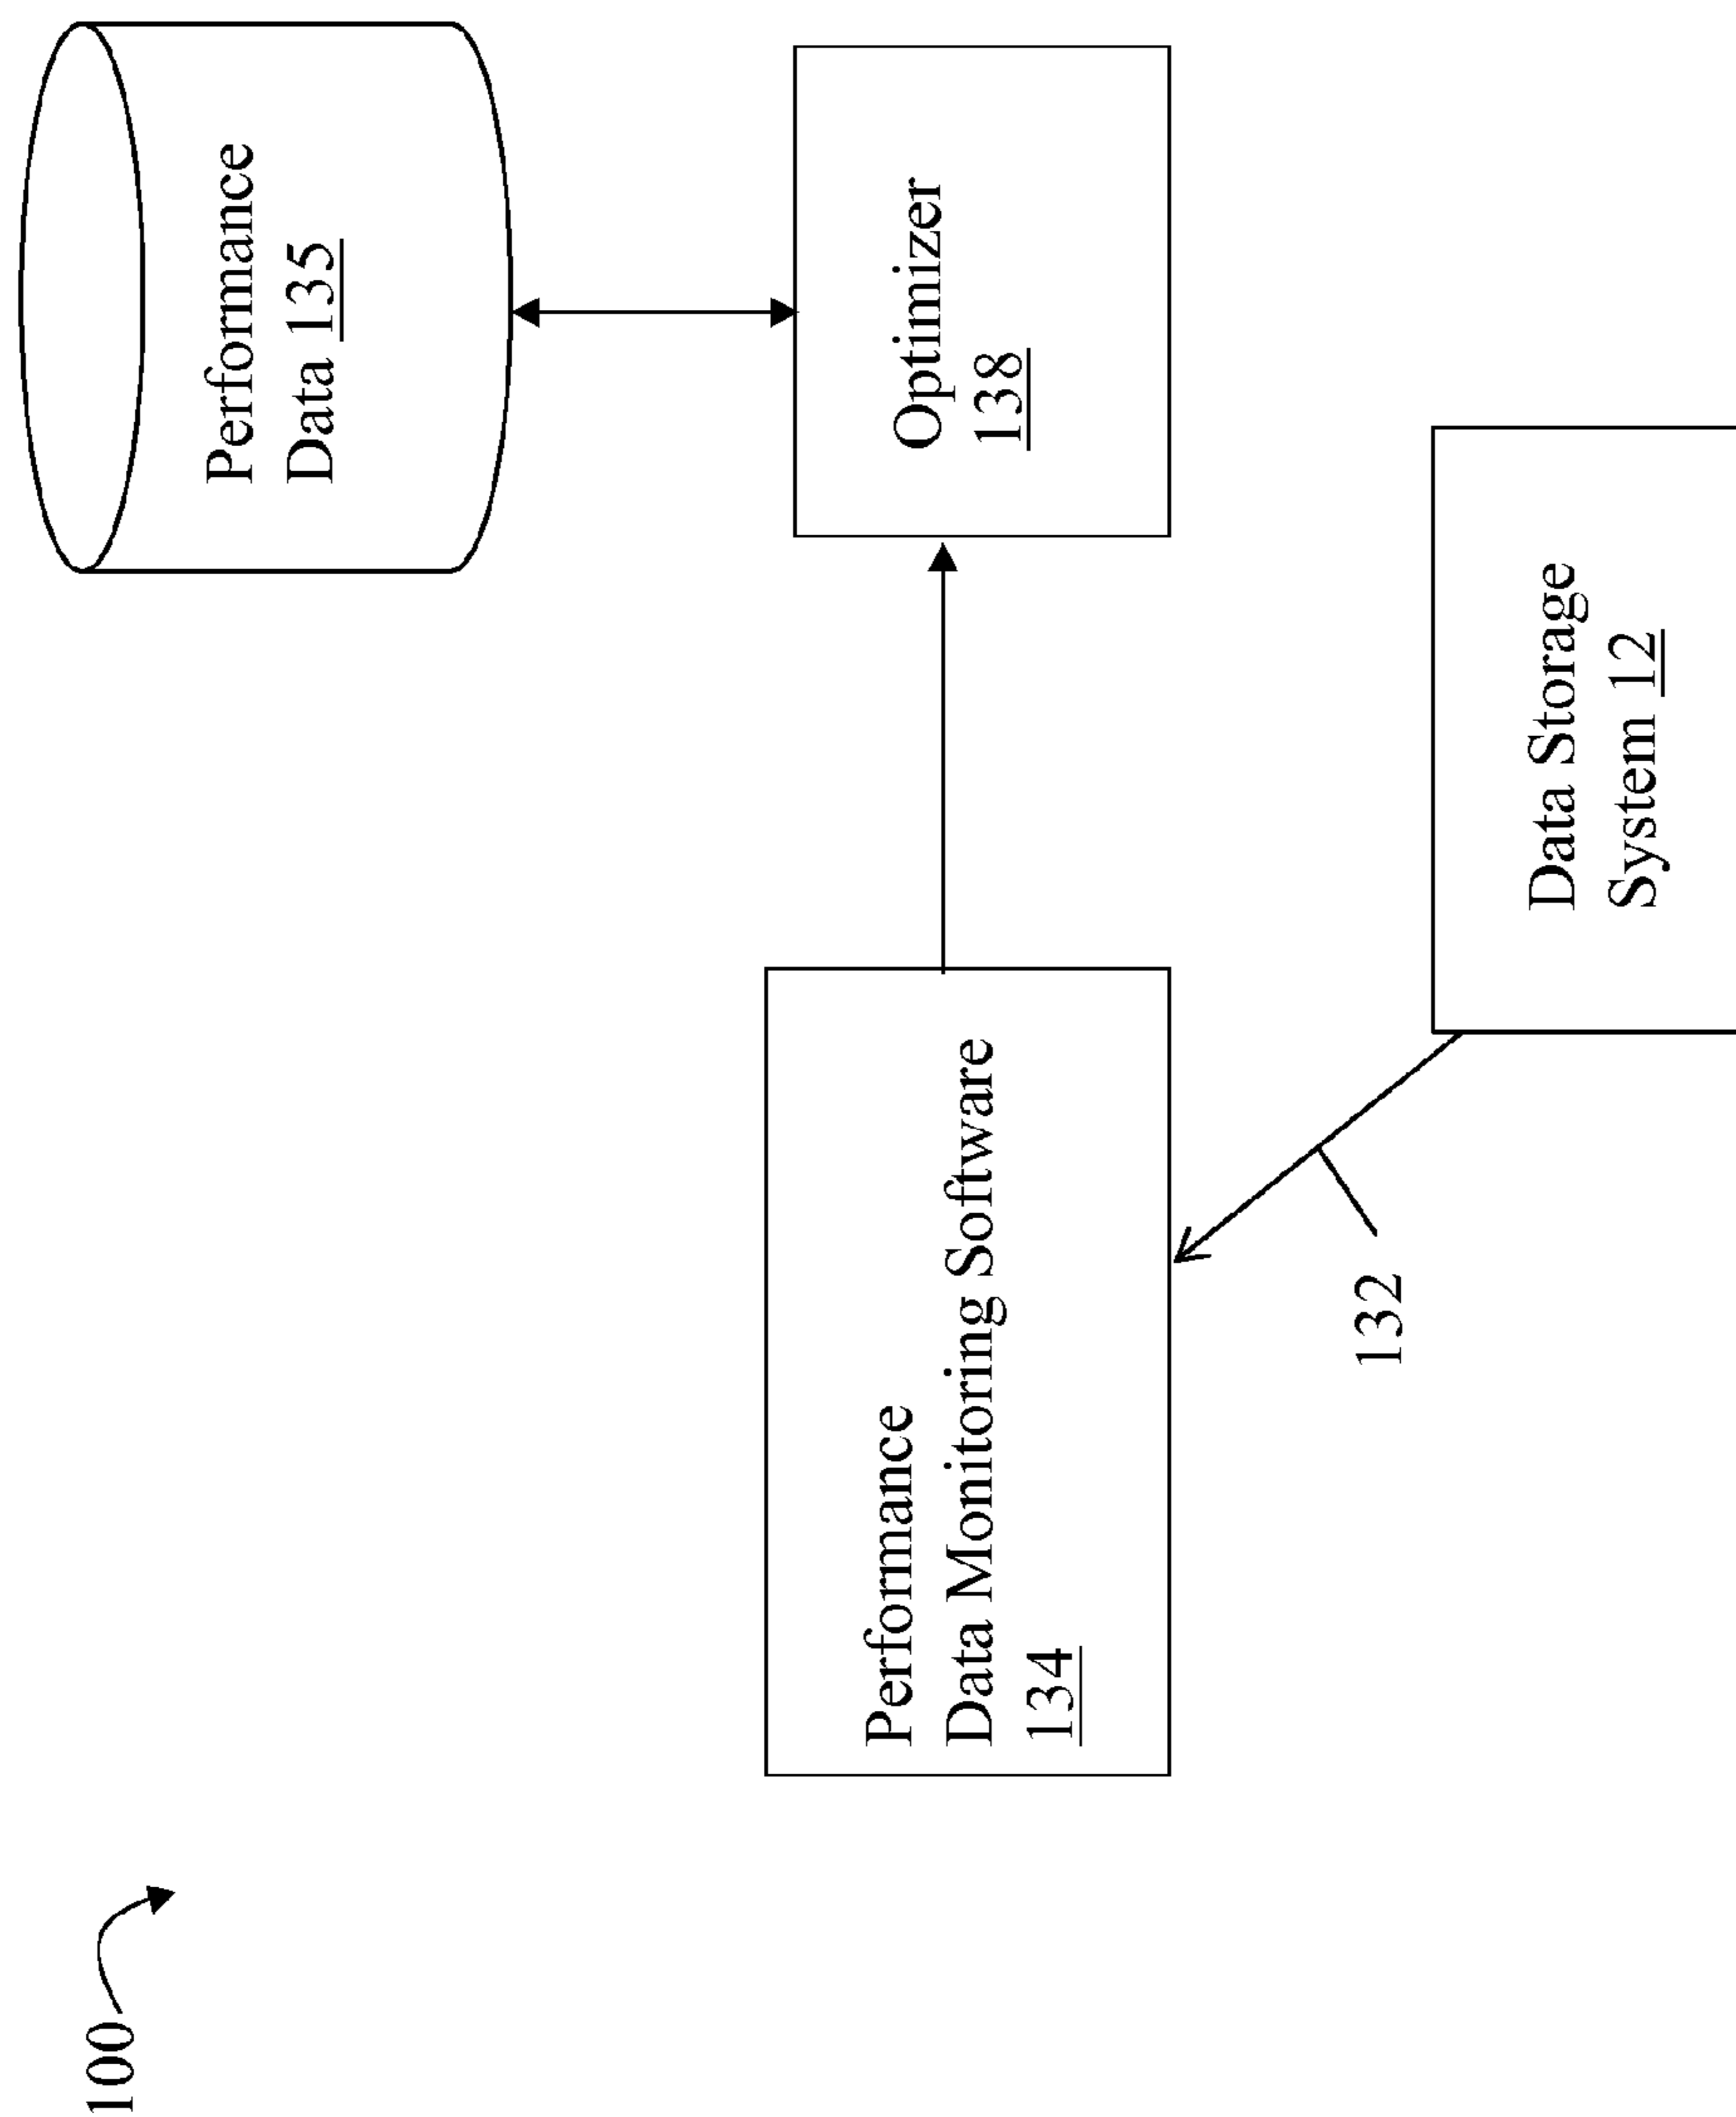 100
Performance
Data 135
Performance
Data Monitoring Software
134
Optimizer
138
132
Data Storage
System 12